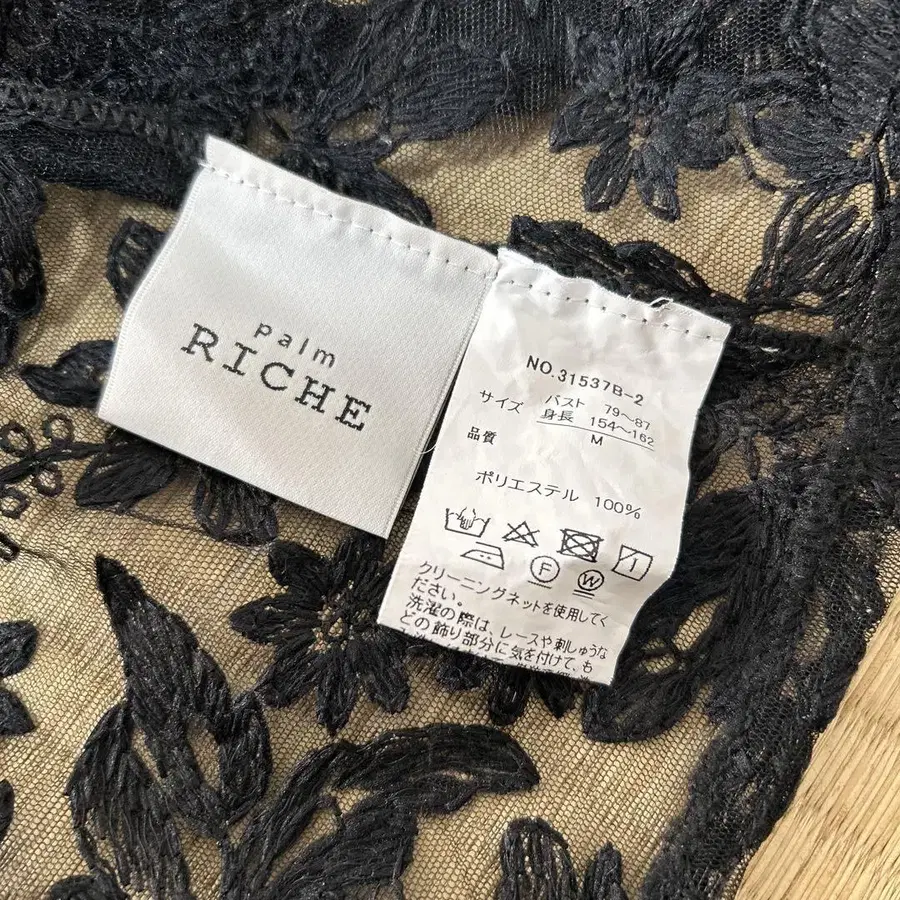 palm
RICHE
NO.31537B-2
サイズ バスト 79〜87
身長 154〜162
M
品質
ポリエステル 100%
F
W
クリーニングネットを使用して
ください。
洗濯の際は、レースや刺しゅうな
どの飾り部分に気を付けて、も